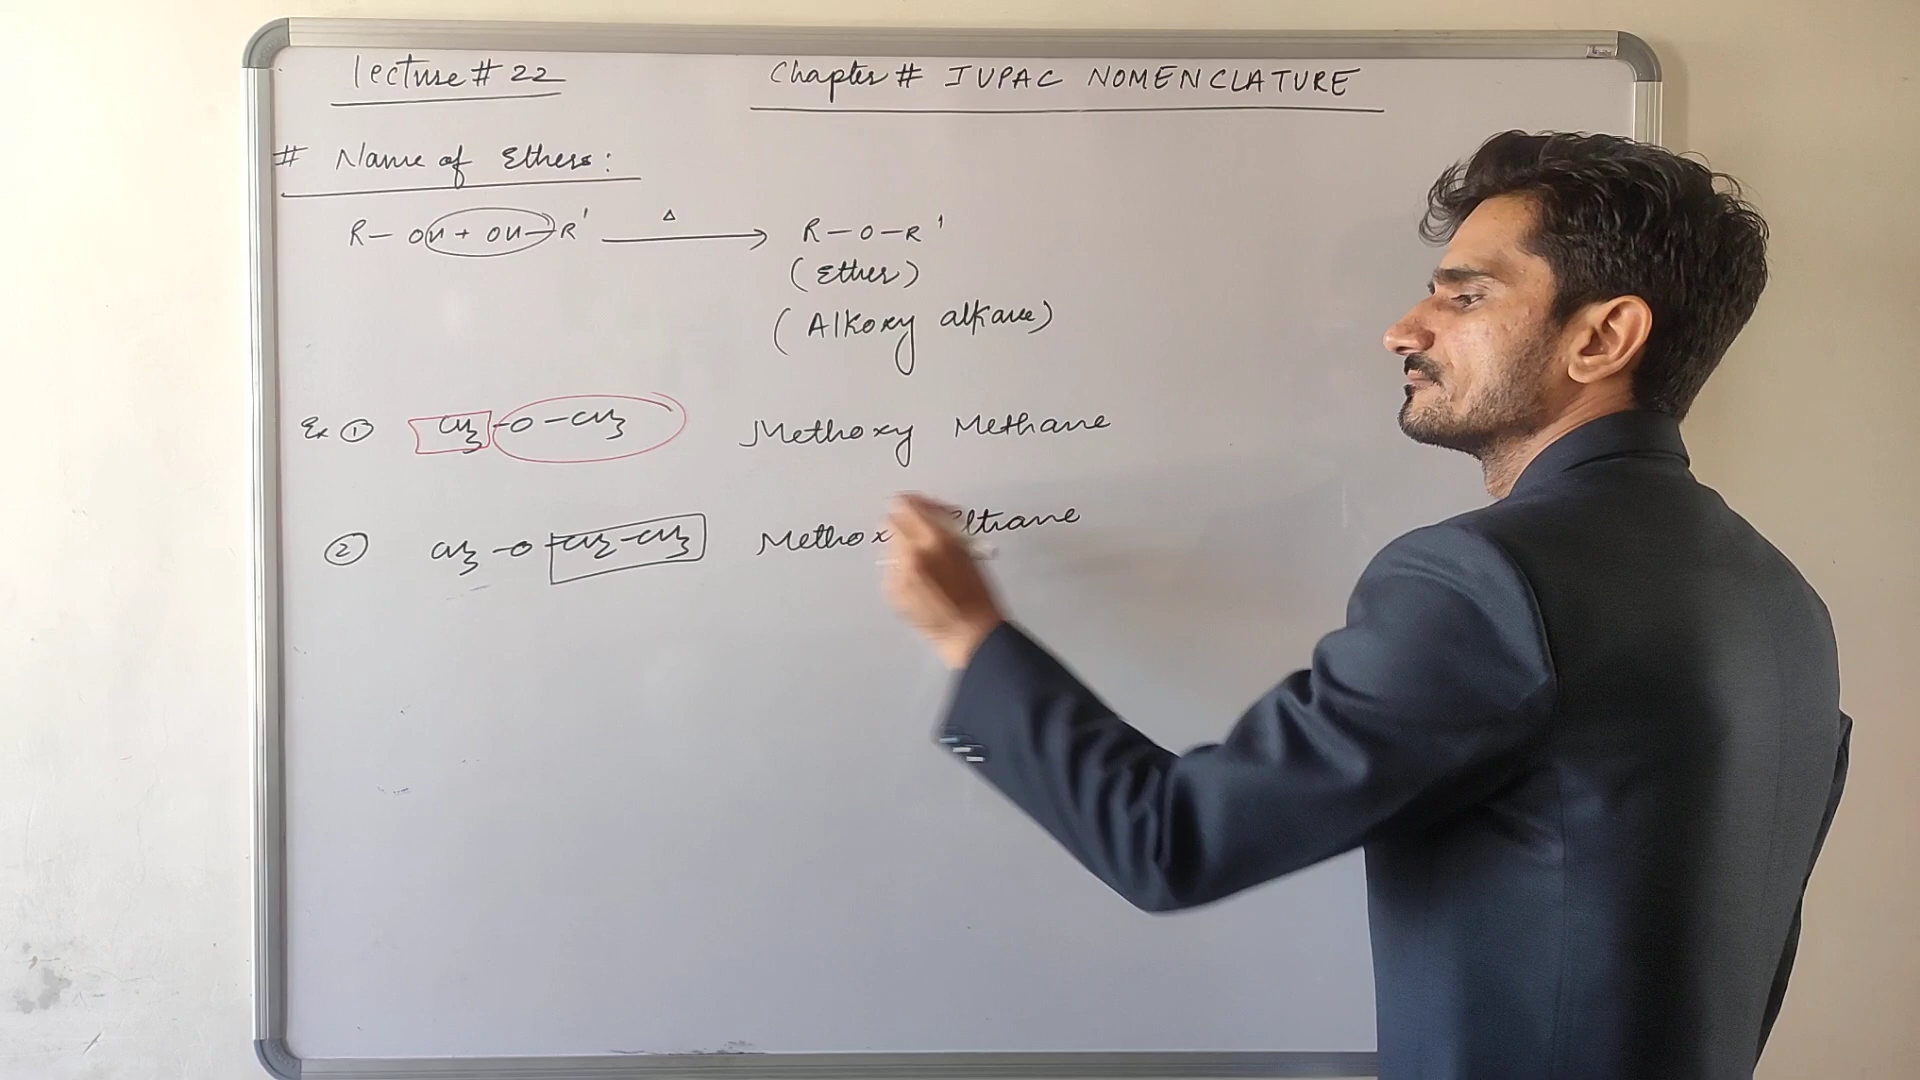 Lecture # 22
Chapter # IUPAC NOMENCLATURE
# Name of Ethers:
R - OH + OH - R' Δ → R - O - R'
(Ether)
(Alkoxy alkane)
Ex ① CH3 - O - CH3 Methoxy Methane
② CH3 - O - CH2 - CH3